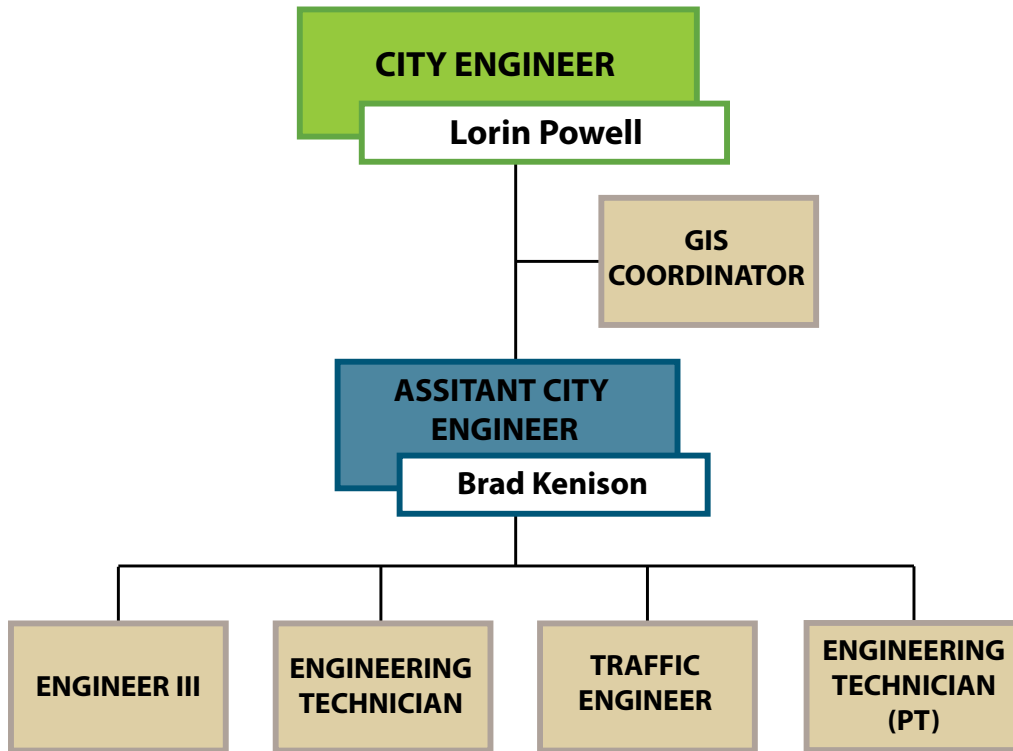 CITY ENGINEER
Lorin Powell
GIS
COORDINATOR
ASSITANT CITY
ENGINEER
Brad Kenison
ENGINEER III
ENGINEERING
TECHNICIAN
TRAFFIC
ENGINEER
ENGINEERING
TECHNICIAN
(PT)